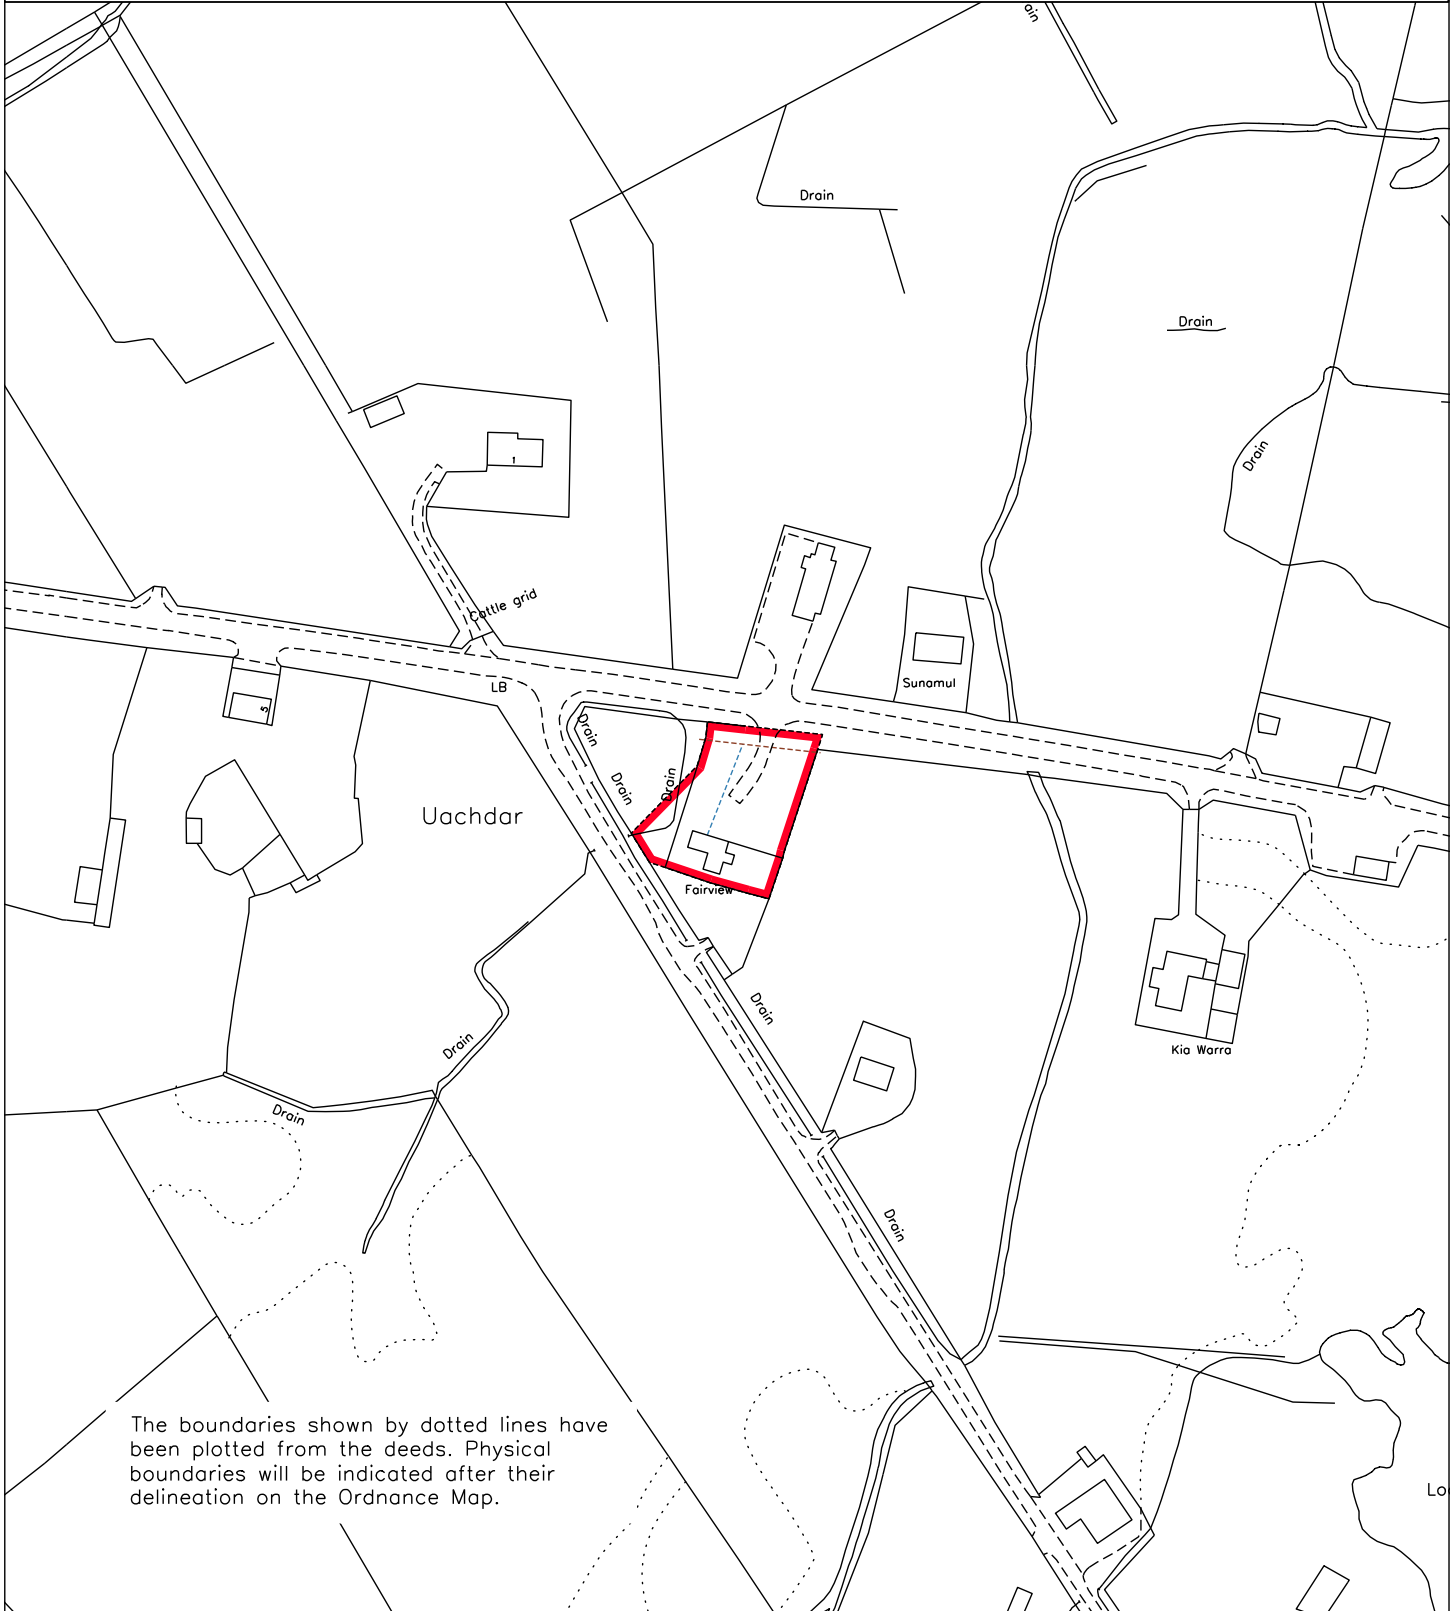 ain
Drain
Drain
Drain
1
Cattle grid
Sunamul
LB
5
Drain
Drain
Drain
Uachdar
Fairview
Drain
Drain
Kia Warra
Drain
Drain
The boundaries shown by dotted lines have
been plotted from the deeds. Physical
boundaries will be indicated after their
delineation on the Ordnance Map.
Lo